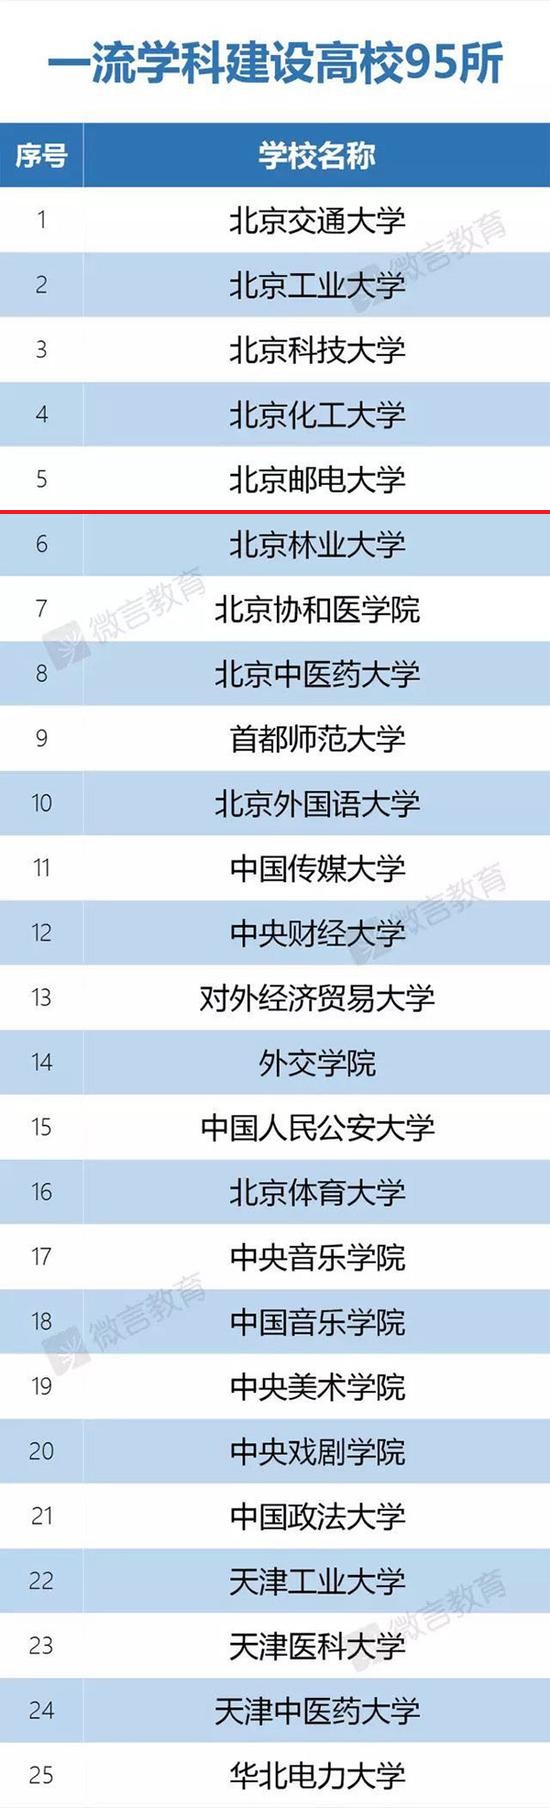 一流学科建设高校95所
序号 学校名称
1 北京交通大学
2 北京工业大学
3 北京科技大学
4 北京化工大学
5 北京邮电大学
6 北京林业大学
7 北京协和医学院
8 北京中医药大学
9 首都师范大学
10 北京外国语大学
11 中国传媒大学
12 中央财经大学
13 对外经济贸易大学
14 外交学院
15 中国人民公安大学
16 北京体育大学
17 中央音乐学院
18 中国音乐学院
19 中央美术学院
20 中央戏剧学院
21 中国政法大学
22 天津工业大学
23 天津医科大学
24 天津中医药大学
25 华北电力大学
微言教育
微言教育
微言教育
微言教育
微言教育